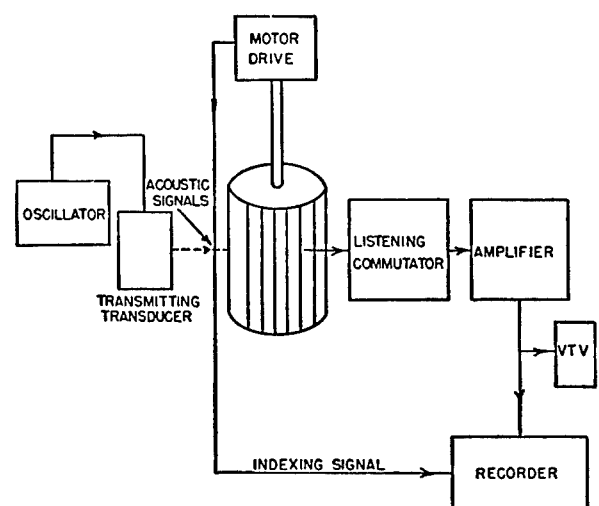 MOTOR
DRIVE
OSCILLATOR
ACOUSTIC
SIGNALS
TRANSMITTING
TRANSDUCER
LISTENING
COMMUTATOR
AMPLIFIER
VTV
INDEXING SIGNAL
RECORDER